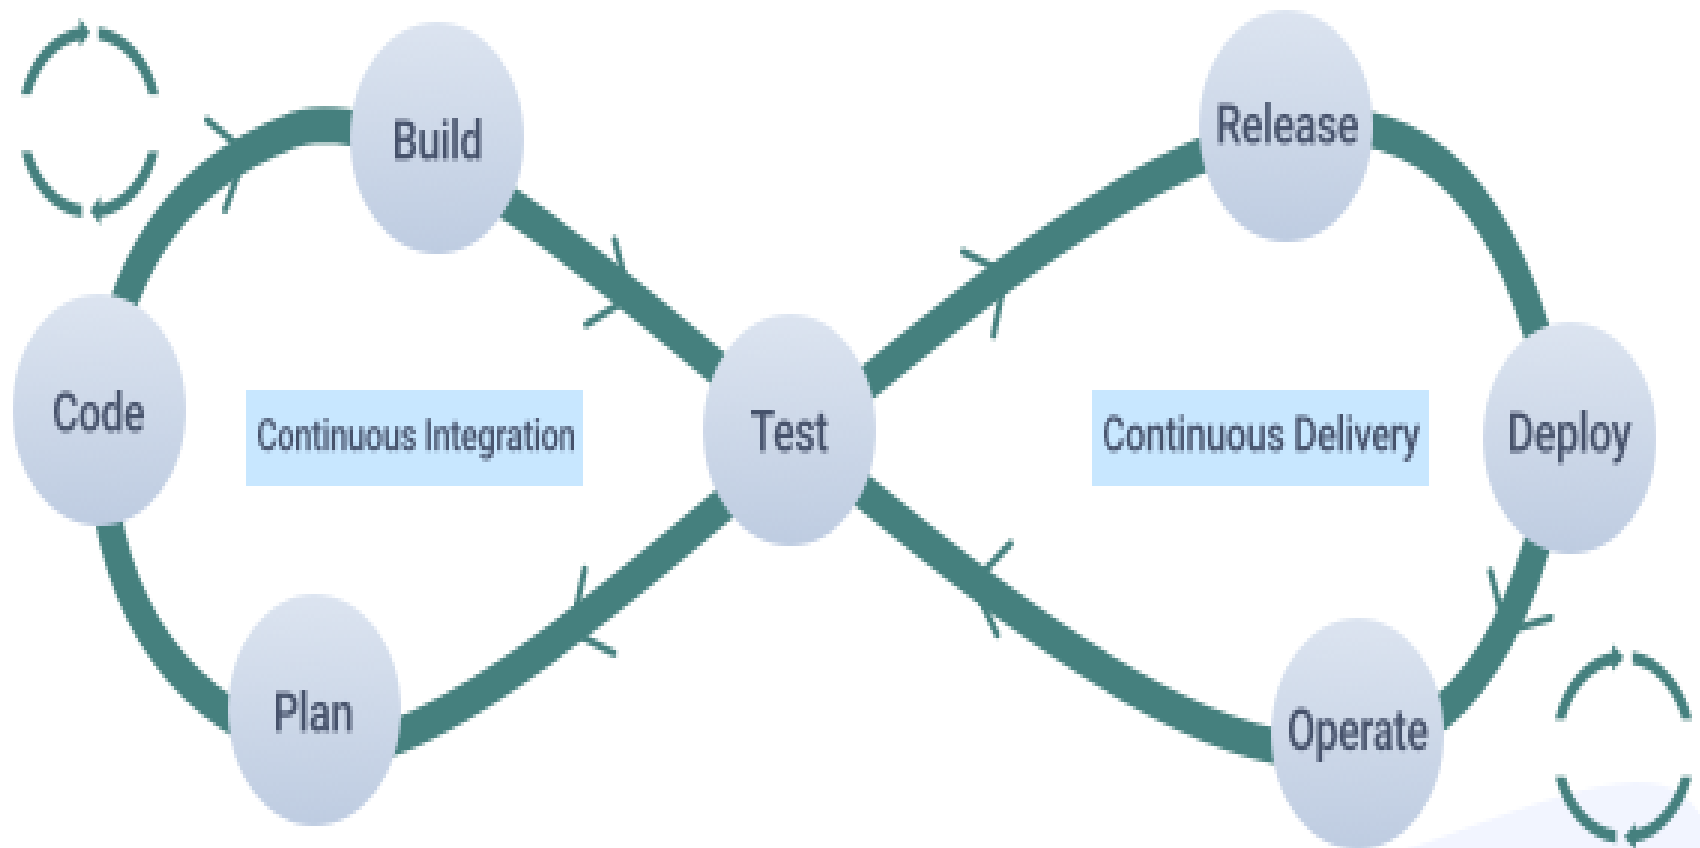 Build
Release
Code
Continuous Integration
Test
Continuous Delivery
Deploy
Plan
Operate